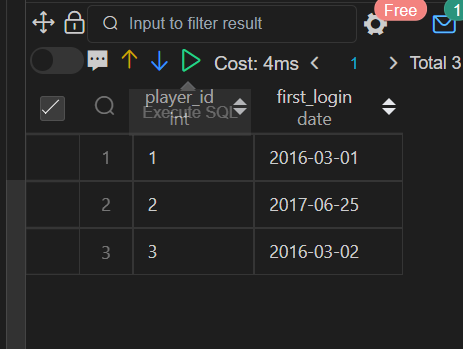 Input to filter result
Free
1
Cost: 4ms
1
Total 3
player_id
int
Execute SQL
first_login
date
1 1 2016-03-01
2 2 2017-06-25
3 3 2016-03-02